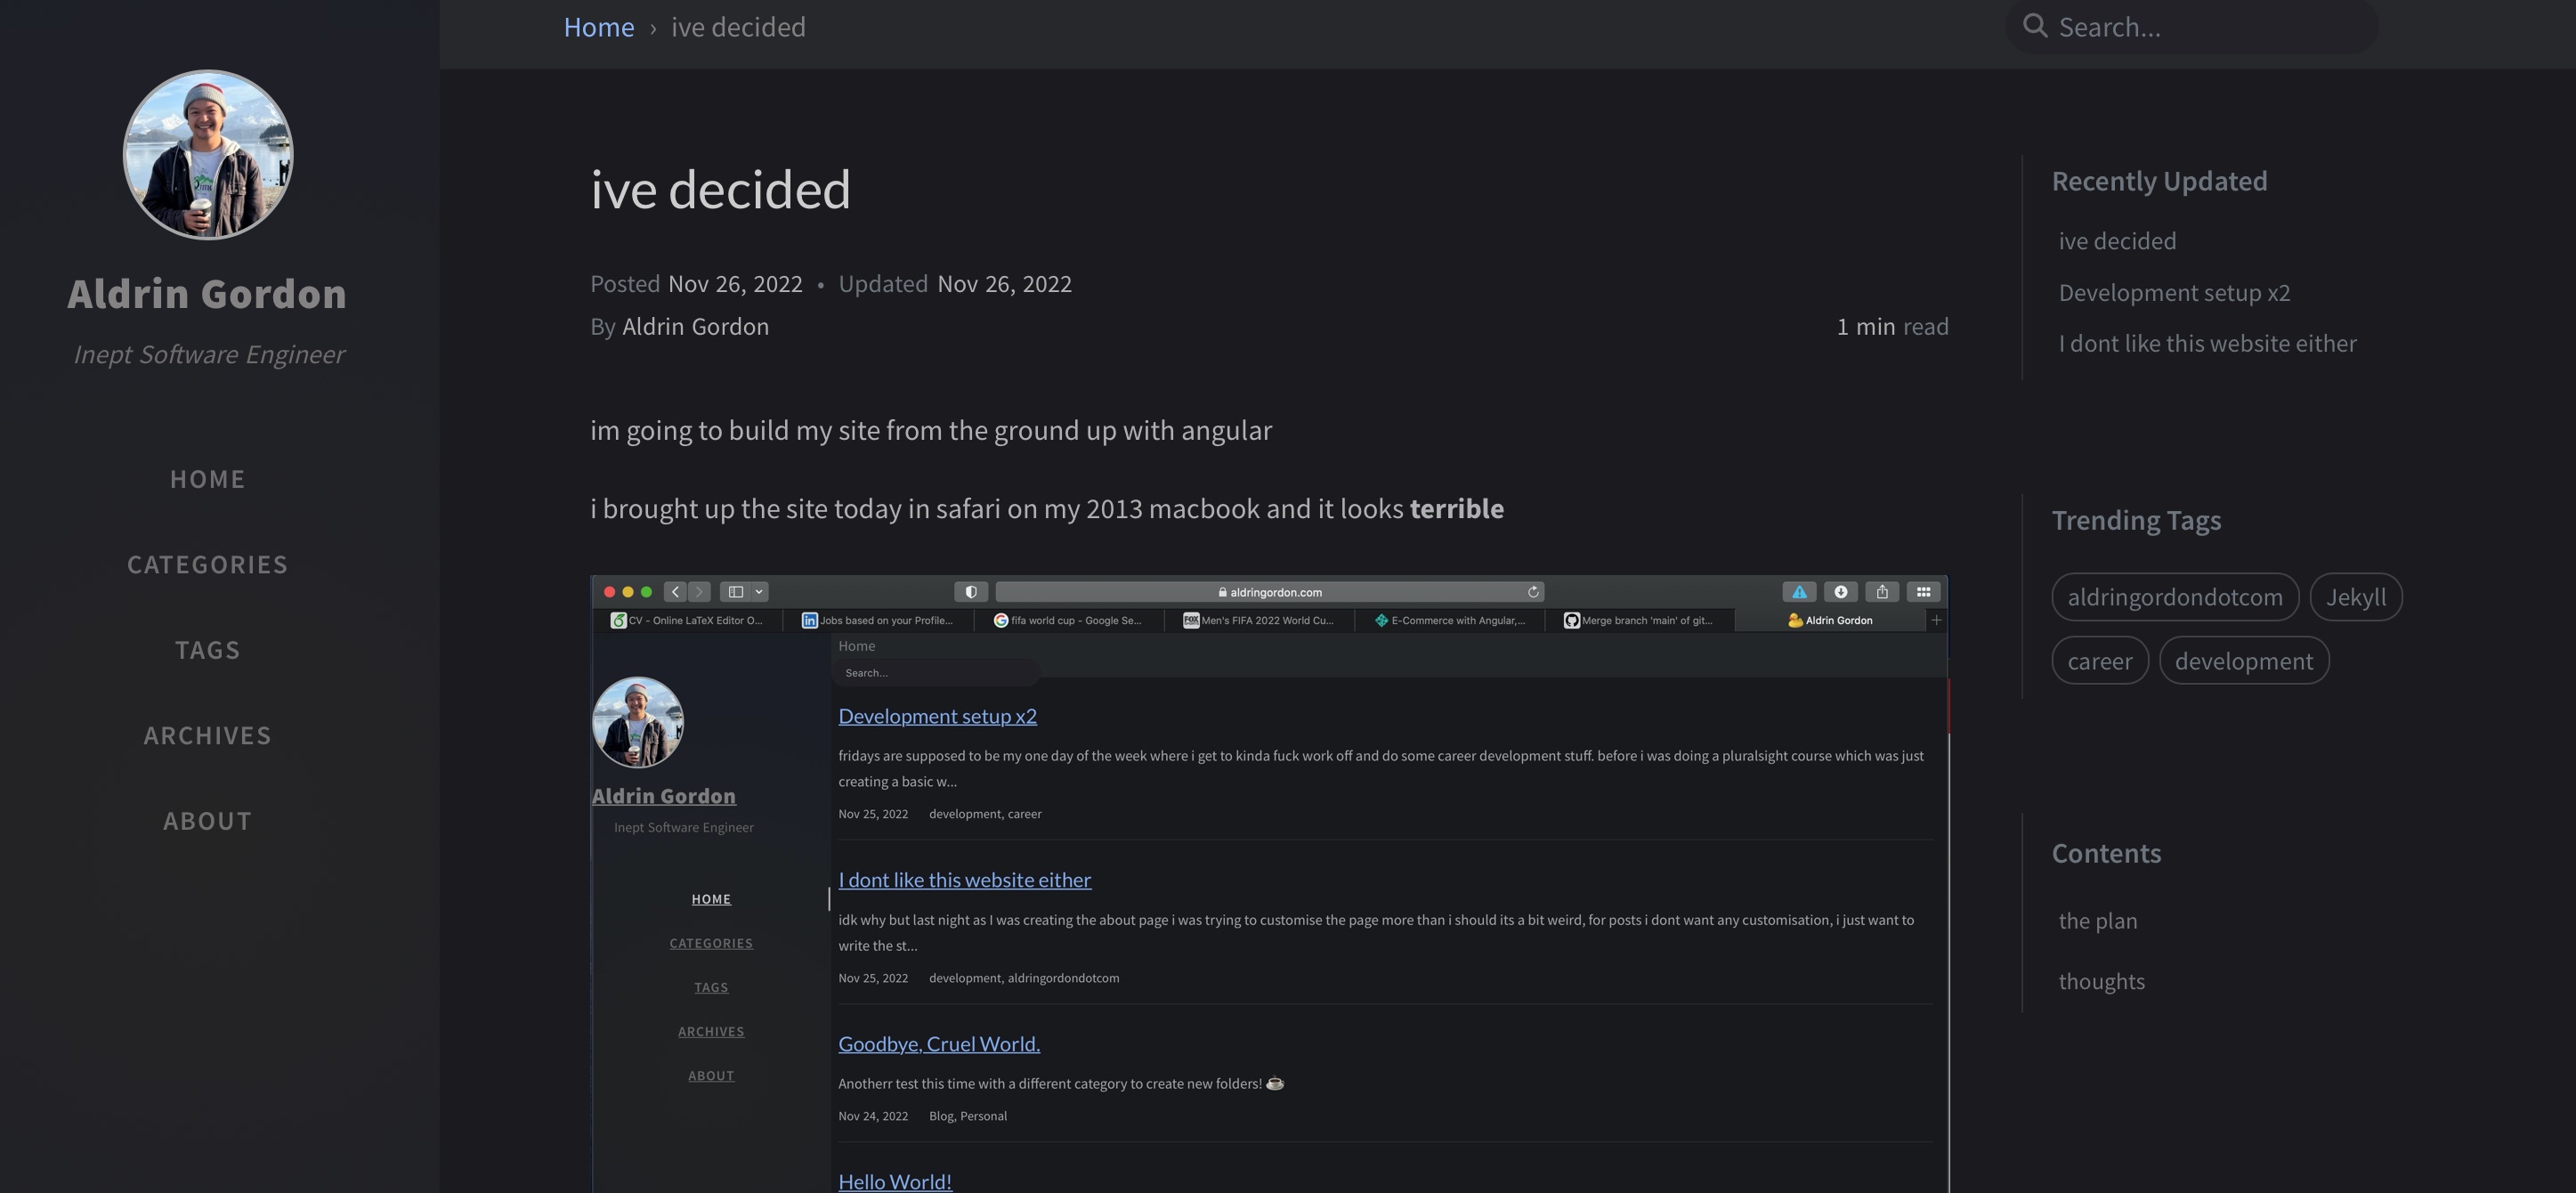 Home › ive decided
Search...
Aldrin Gordon
Inept Software Engineer
HOME
CATEGORIES
TAGS
ARCHIVES
ABOUT
ive decided
Posted Nov 26, 2022 • Updated Nov 26, 2022
By Aldrin Gordon
1 min read
im going to build my site from the ground up with angular
i brought up the site today in safari on my 2013 macbook and it looks terrible
aldringordon.com
CV - Online LaTeX Editor O...
Jobs based on your Profile...
fifa world cup - Google Se...
FOX
Men's FIFA 2022 World Cu...
E-Commerce with Angular,...
Merge branch 'main' of git...
Aldrin Gordon
Home
Search...
Aldrin Gordon
Inept Software Engineer
HOME
CATEGORIES
TAGS
ARCHIVES
ABOUT
Development setup x2
fridays are supposed to be my one day of the week where i get to kinda fuck work off and do some career development stuff. before i was doing a pluralsight course which was just
creating a basic w...
Nov 25, 2022 development, career
I dont like this website either
idk why but last night as I was creating the about page i was trying to customise the page more than i should its a bit weird, for posts i dont want any customisation, i just want to
write the st...
Nov 25, 2022 development, aldringordondotcom
Goodbye, Cruel World.
Anotherr test this time with a different category to create new folders! ☕
Nov 24, 2022 Blog, Personal
Hello World!
Recently Updated
ive decided
Development setup x2
I dont like this website either
Trending Tags
aldringordondotcom Jekyll
career development
Contents
the plan
thoughts